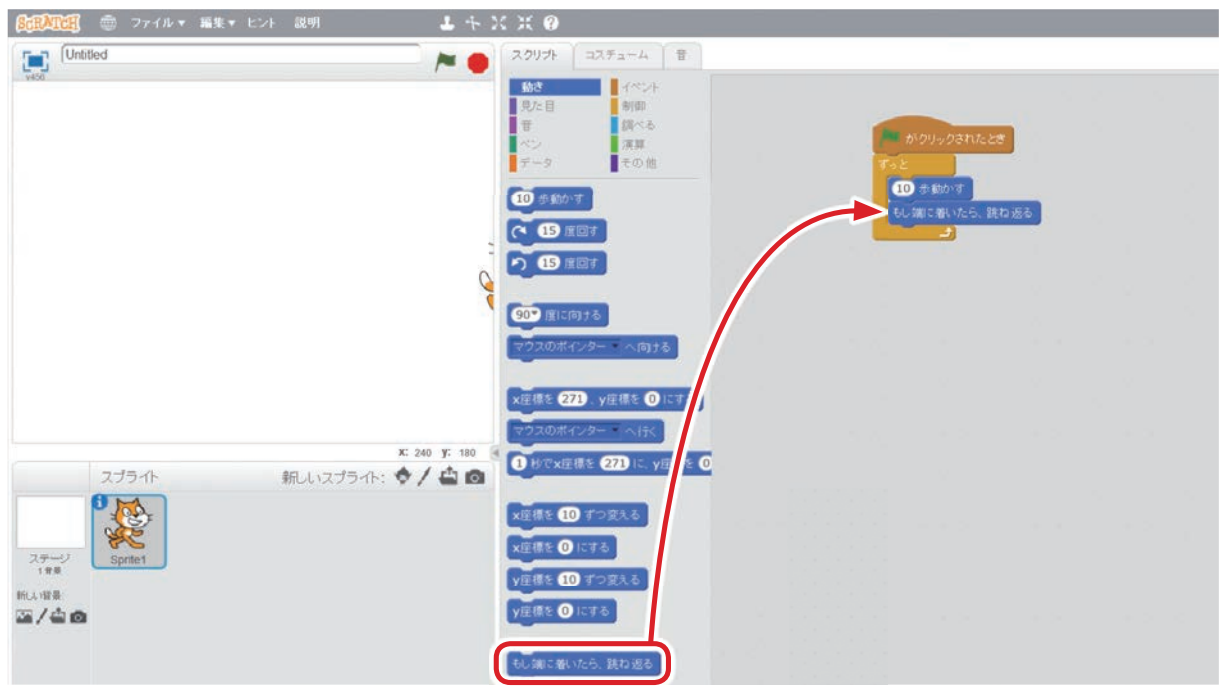 SCRATCH ファイル▼ 編集▼ ヒント 説明
Untitled
v456
スクリプト コスチューム 音
動き イベント
見た目 制御
音 調べる
ペン 演算
データ その他
10 歩動かす
15 度回す
15 度回す
90▼ 度に向ける
マウスのポインター▼ へ向ける
x座標を 271 、y座標を 0 にする
マウスのポインター▼ へ行く
1 秒でx座標を 271 に、y座標を 0
x座標を 10 ずつ変える
x座標を 0 にする
y座標を 10 ずつ変える
y座標を 0 にする
もし端に着いたら、跳ね返る
がクリックされたとき
ずっと
10 歩動かす
もし端に着いたら、跳ね返る
x: 240 y: 180
スプライト 新しいスプライト:
ステージ
1背景
Sprite1
新しい背景: